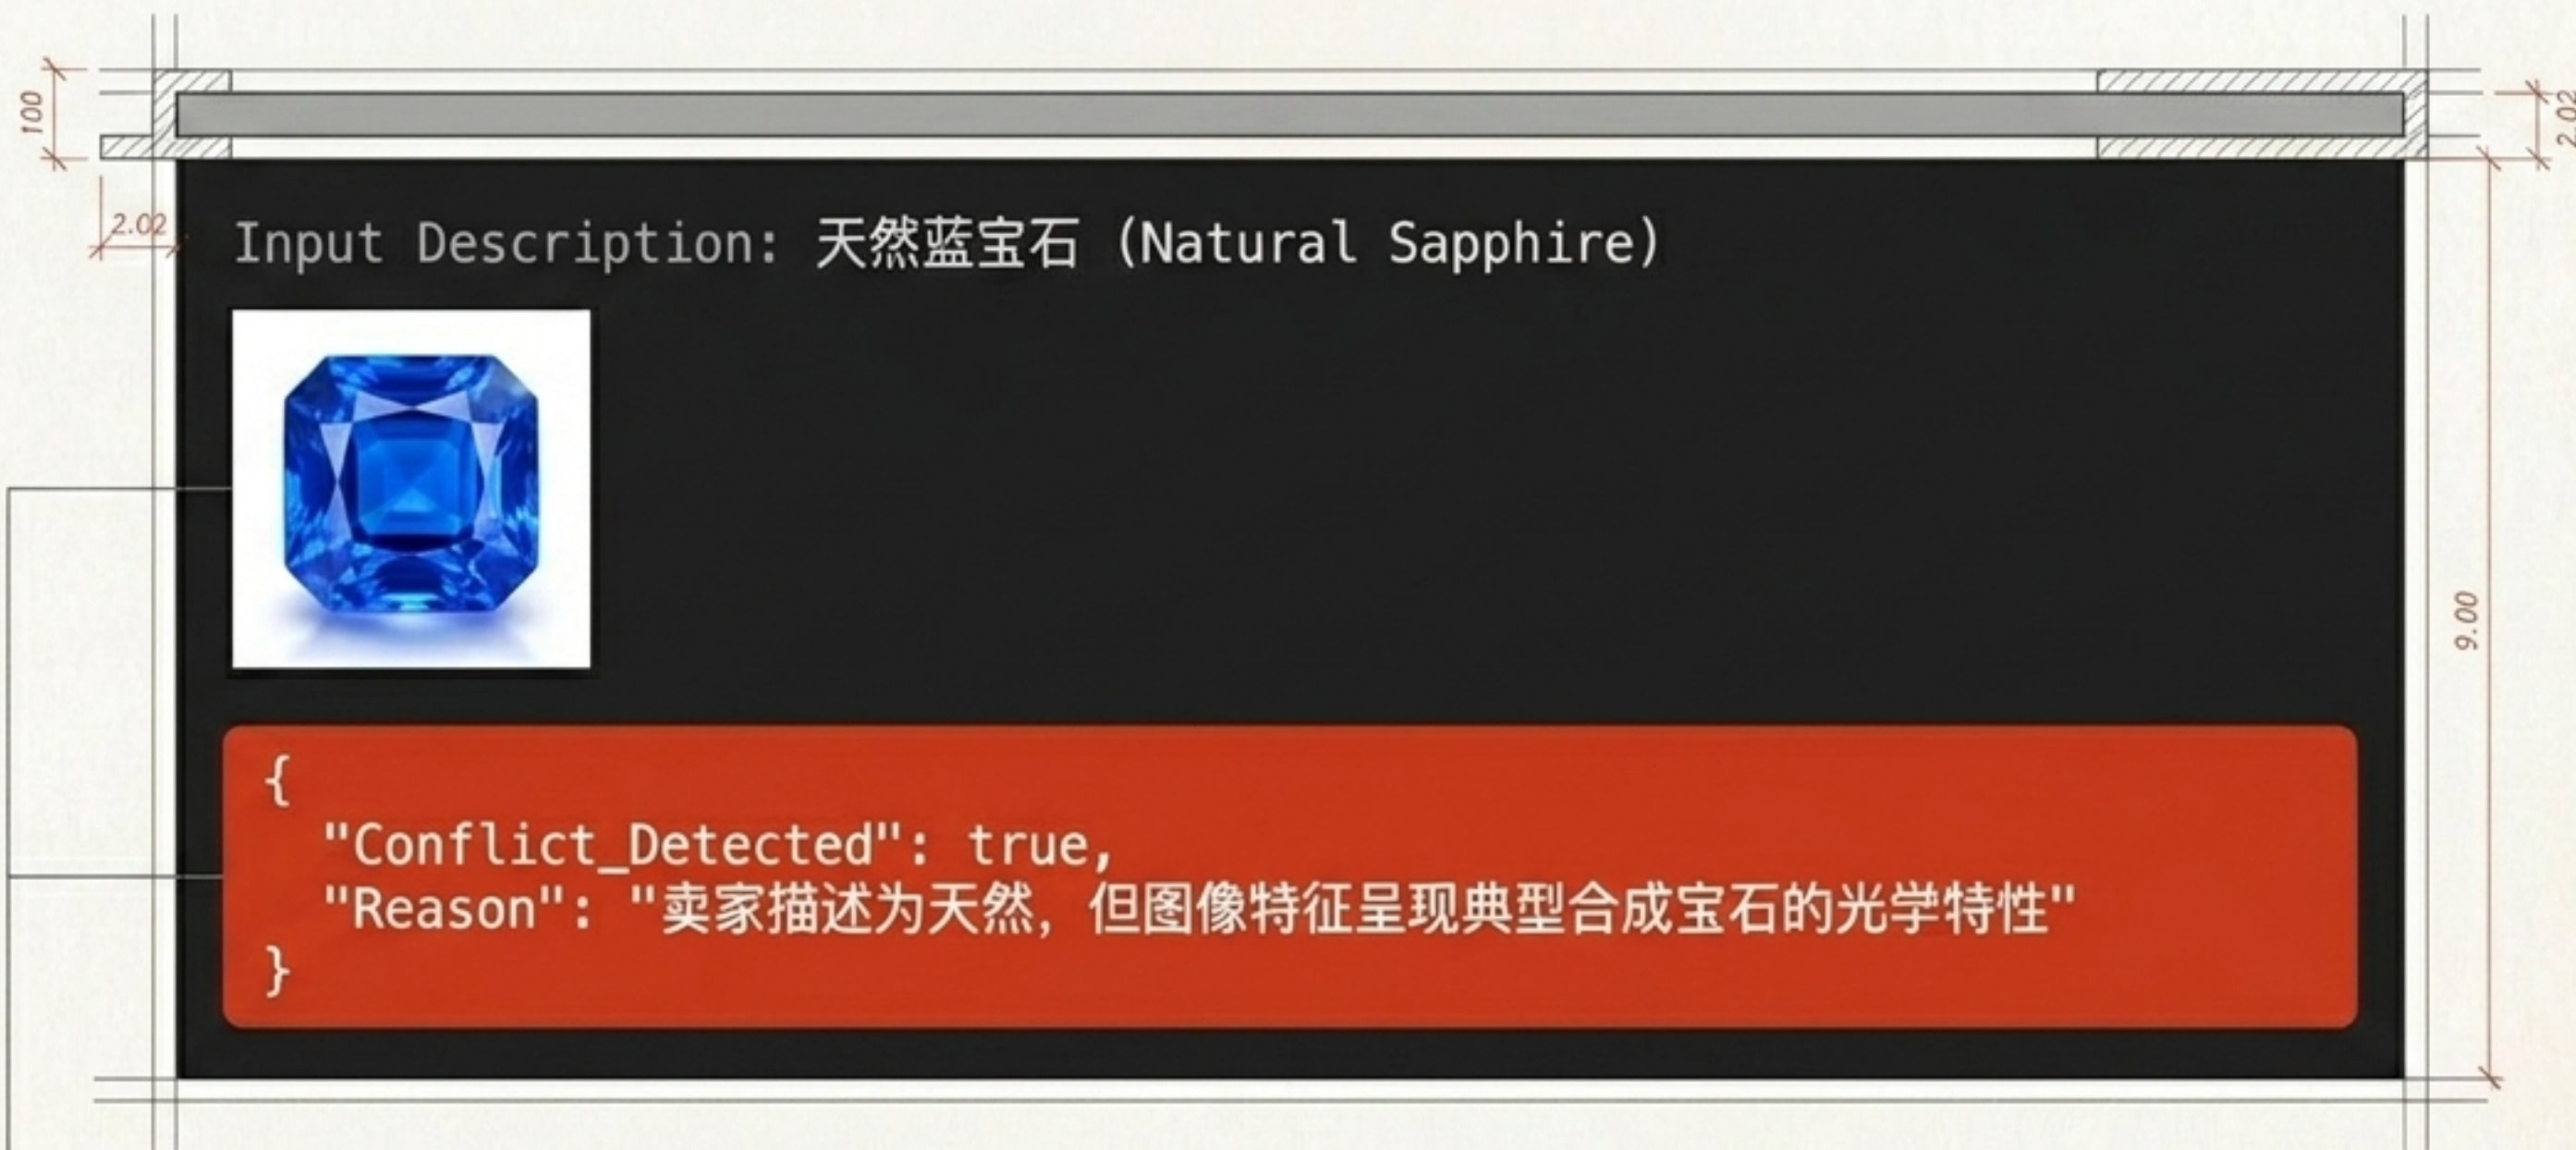 100
2.02
2.02
Input Description: 天然蓝宝石 (Natural Sapphire)
9.00
{
"Conflict_Detected": true,
"Reason": "卖家描述为天然，但图像特征呈现典型合成宝石的光学特性"
}